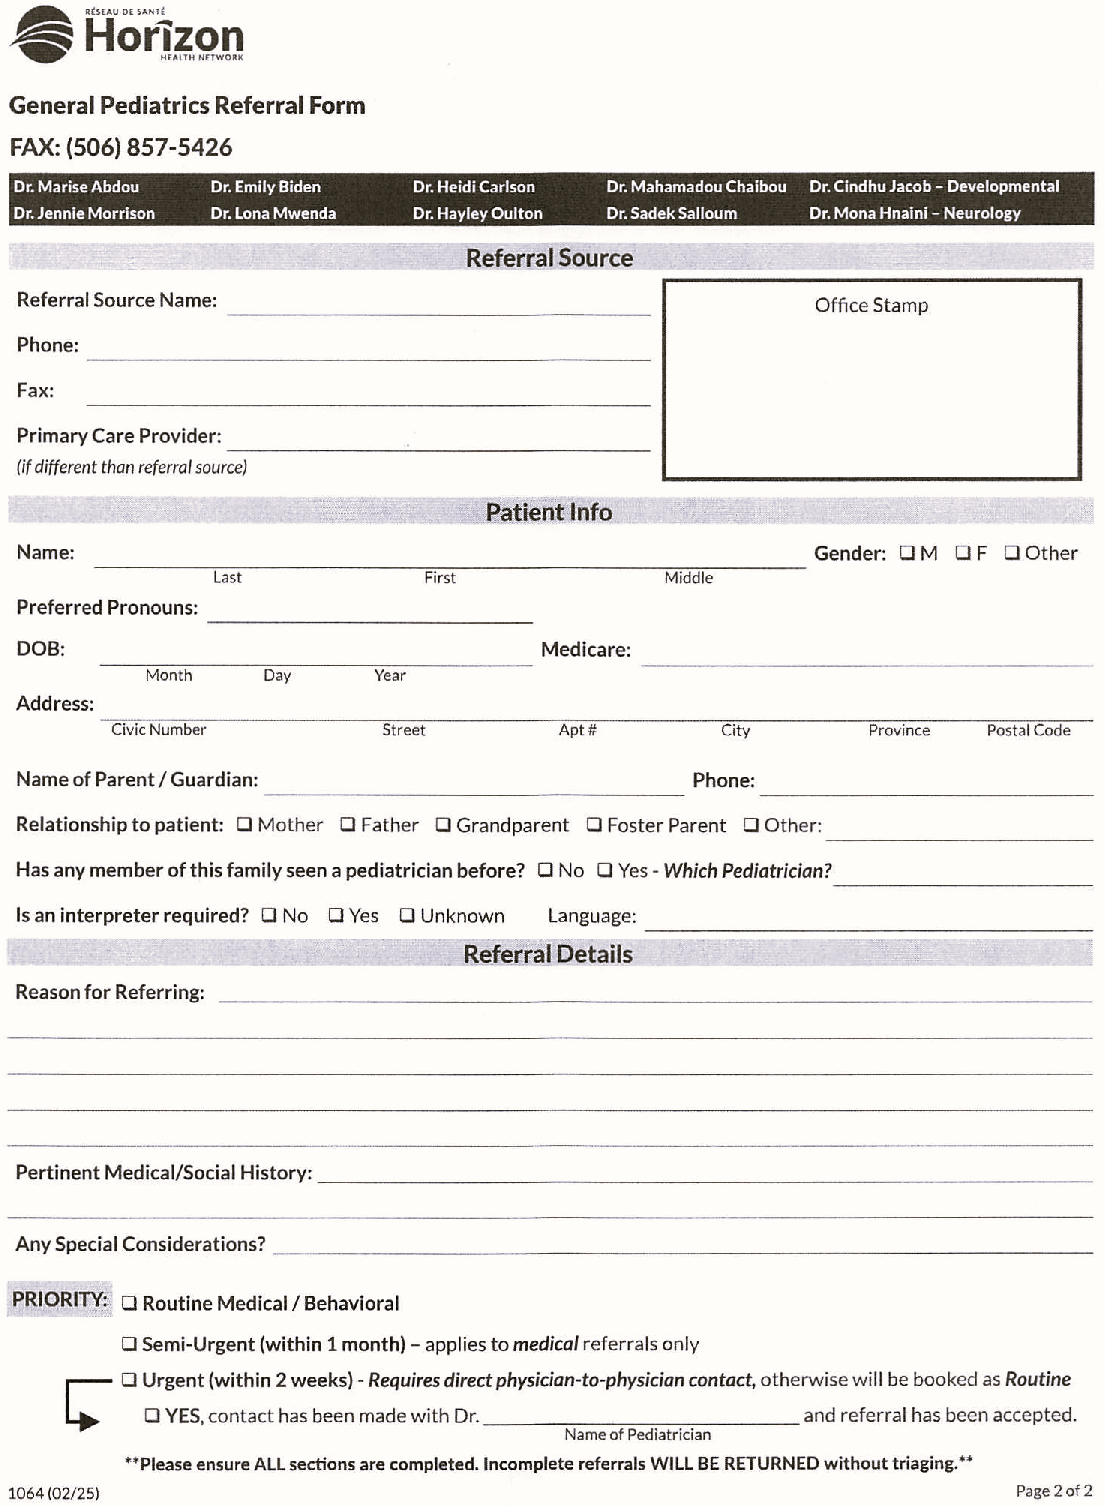 RÉSEAU DE SANTÉ
Horizon
HEALTH NETWORK
General Pediatrics Referral Form
FAX: (506) 857-5426
Dr. Marise Abdou Dr. Emily Biden Dr. Heidi Carlson Dr. Mahamadou Chaibou Dr. Cindhu Jacob – Developmental
Dr. Jennie Morrison Dr. Lona Mwenda Dr. Hayley Oulton Dr. Sadek Salloum Dr. Mona Hnaini – Neurology
Referral Source
Referral Source Name:
Office Stamp
Phone:
Fax:
Primary Care Provider:
(if different than referral source)
Patient Info
Name: Gender: ❑ M ❑ F ❑ Other
Last First Middle
Preferred Pronouns:
DOB: Medicare:
Month Day Year
Address:
Civic Number Street Apt # City Province Postal Code
Name of Parent / Guardian: Phone:
Relationship to patient: ❑ Mother ❑ Father ❑ Grandparent ❑ Foster Parent ❑ Other:
Has any member of this family seen a pediatrician before? ❑ No ❑ Yes - Which Pediatrician?
Is an interpreter required? ❑ No ❑ Yes ❑ Unknown Language:
Referral Details
Reason for Referring:
Pertinent Medical/Social History:
Any Special Considerations?
PRIORITY: ❑ Routine Medical / Behavioral
❑ Semi-Urgent (within 1 month) – applies to medical referrals only
❑ Urgent (within 2 weeks) - Requires direct physician-to-physician contact, otherwise will be booked as Routine
❑ YES, contact has been made with Dr. and referral has been accepted.
Name of Pediatrician
**Please ensure ALL sections are completed. Incomplete referrals WILL BE RETURNED without triaging.**
1064 (02/25) Page 2 of 2